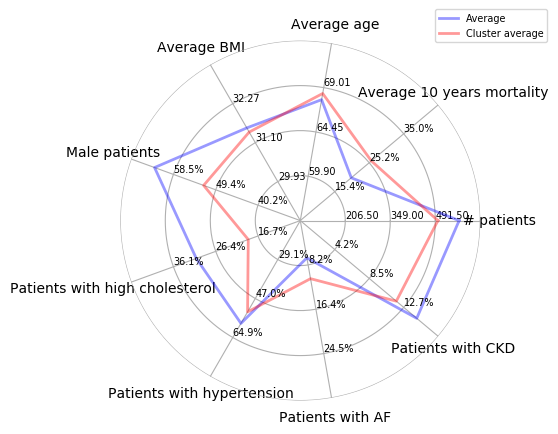 Average
Cluster average
Average age
Average BMI
69.01
Average 10 years mortality
32.27
35.0%
64.45
31.10
Male patients
25.2%
58.5%
59.90
29.93
49.4%
15.4%
40.2%
206.50
349.00
491.50
# patients
16.7%
4.2%
26.4%
29.1%
8.2%
36.1%
8.5%
Patients with high cholesterol
47.0%
16.4%
12.7%
64.9%
24.5%
Patients with CKD
Patients with hypertension
Patients with AF